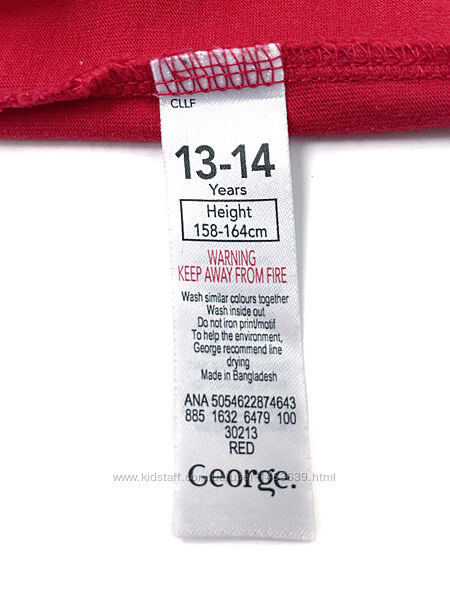 CLLF
13-14
Years
Height
158-164cm
WARNING
KEEP AWAY FROM FIRE
Wash similar colours together
Wash inside out
Do not iron print/motif
To help the environment,
George recommend line
drying
Made in Bangladesh
ANA 5054622874643
885 1632 6479 100
30213
RED
George.